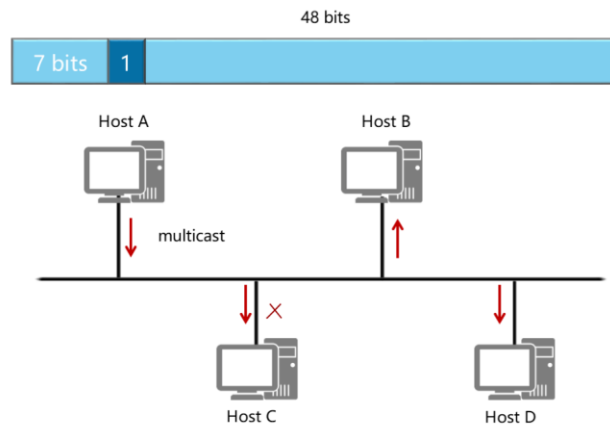 48 bits
7 bits 1
Host A Host B
multicast
Host C Host D